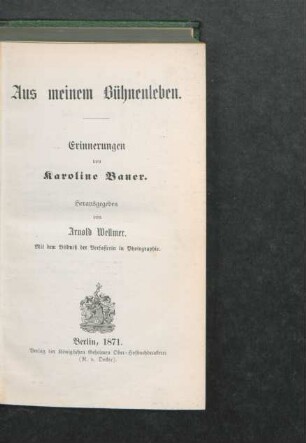 Aus meinem Bühnenleben.
Erinnerungen
von
Karoline Bauer.
Herausgegeben
von
Arnold Wellmer.
Mit dem Bildniß der Verfasserin in Photographie.
Berlin, 1871.
Verlag der Königlichen Geheimen Ober-Hofbuchdruckerei
(R. v. Decker).